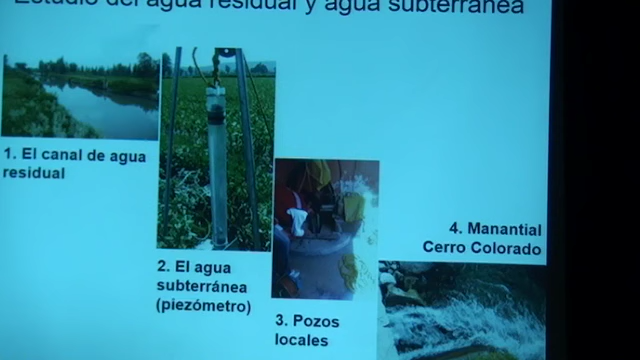 Estudio del agua residual y agua subterránea
1. El canal de agua
residual
2. El agua
subterránea
(piezómetro)
3. Pozos
locales
4. Manantial
Cerro Colorado